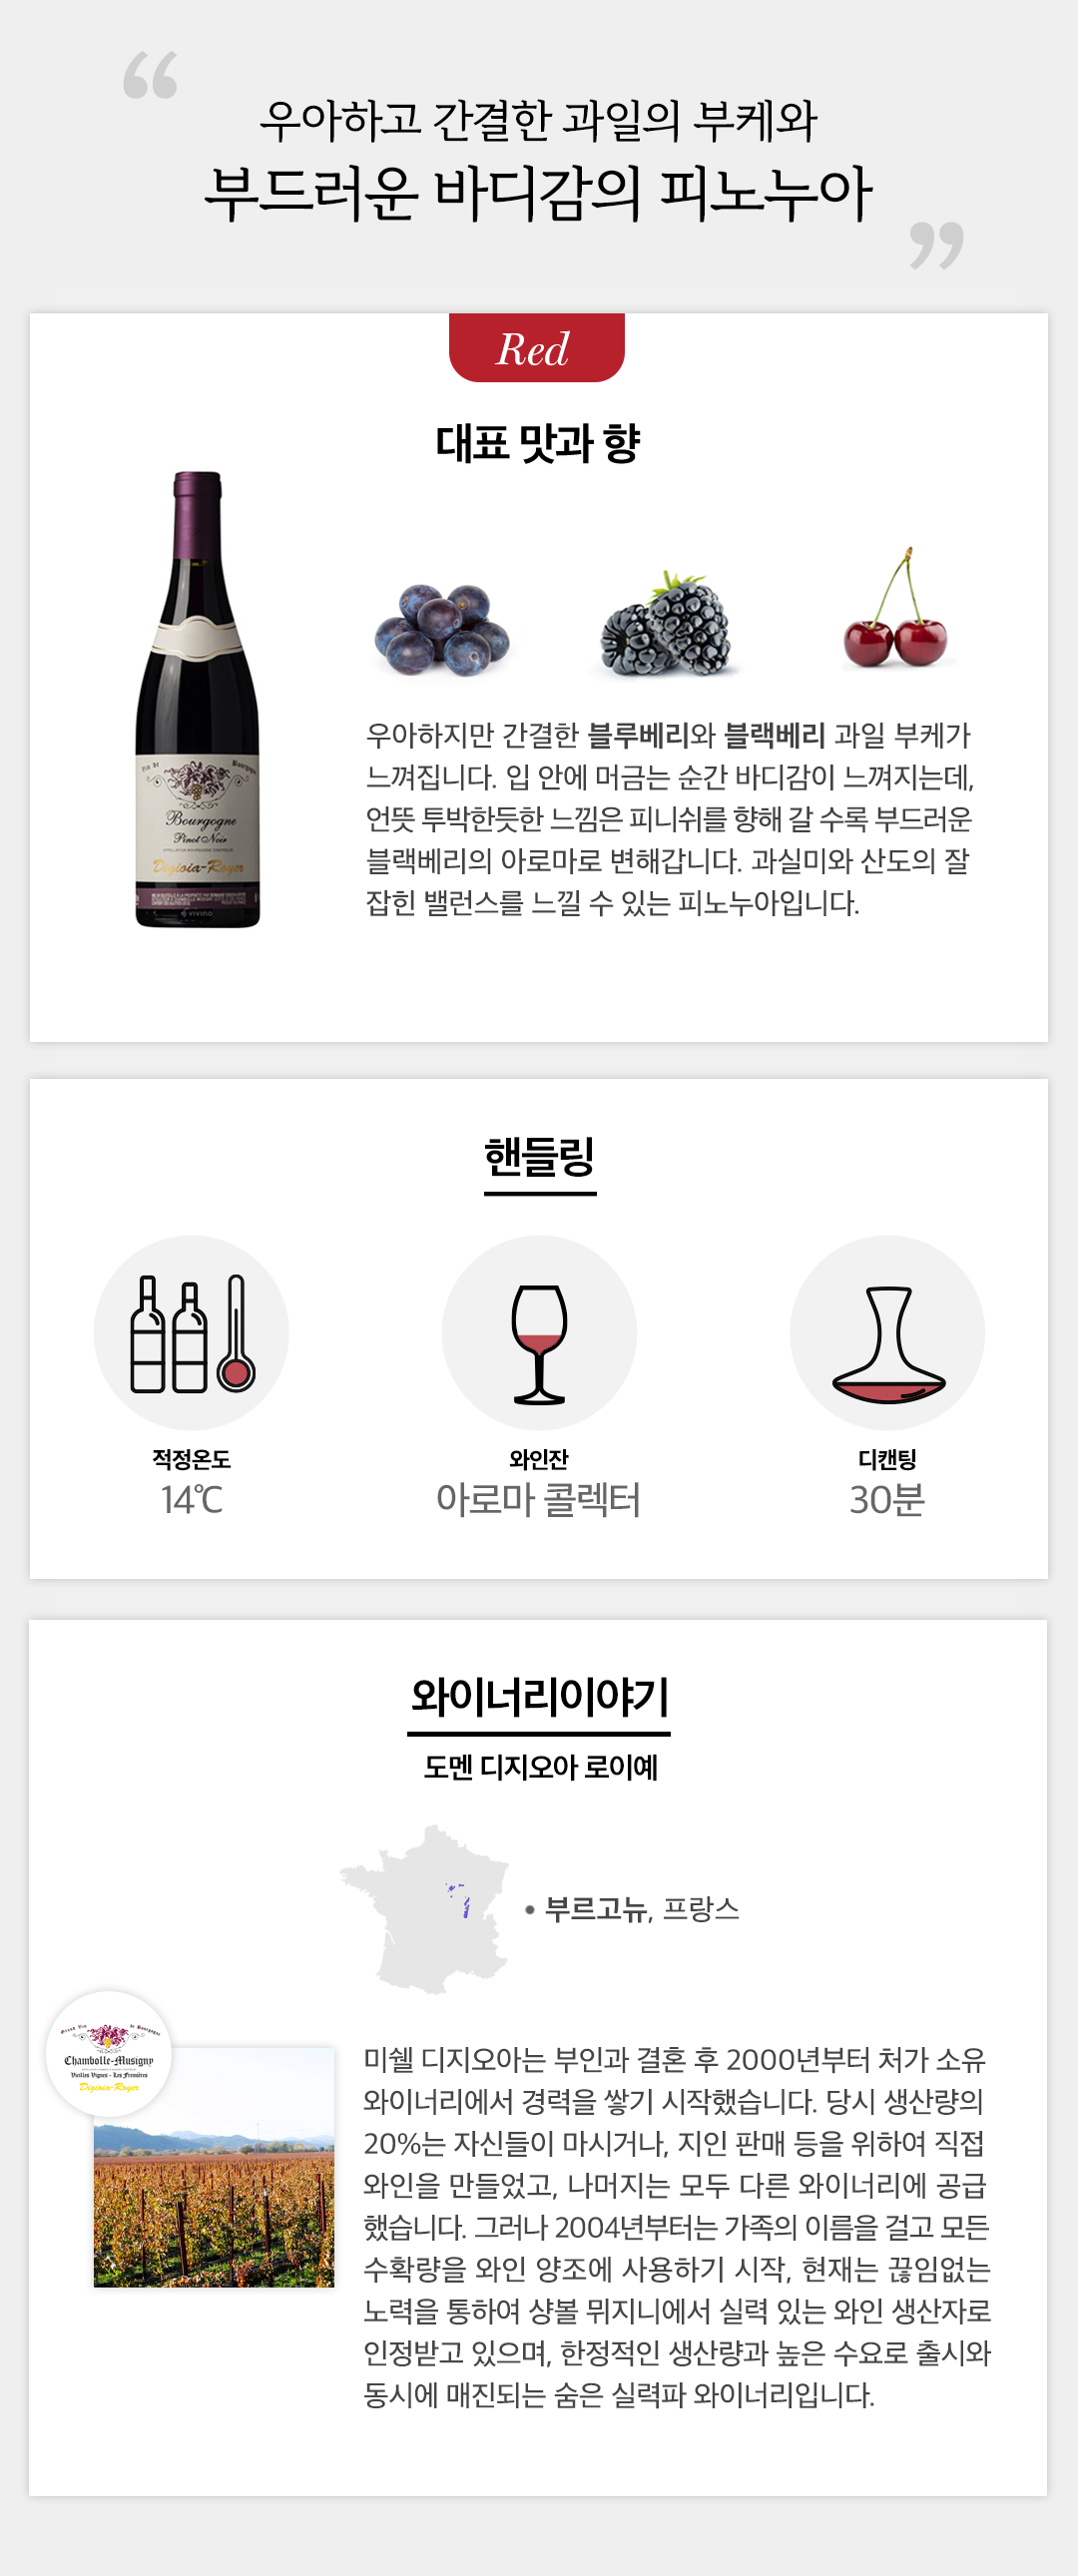 “
우아하고 간결한 과일의 부케와
부드러운 바디감의 피노누아
”
Red
대표 맛과 향
Vin de Bourgogne
Bourgogne
Pinot Noir
APPELLATION BOURGOGNE CONTRÔLÉE
Digioia-Royer
VIVINO
우아하지만 간결한 블루베리와 블랙베리 과일 부케가
느껴집니다. 입 안에 머금는 순간 바디감이 느껴지는데,
언뜻 투박한듯한 느낌은 피니쉬를 향해 갈 수록 부드러운
블랙베리의 아로마로 변해갑니다. 과실미와 산도의 잘
잡힌 밸런스를 느낄 수 있는 피노누아입니다.
핸들링
적정온도
14℃
와인잔
아로마 콜렉터
디캔팅
30분
와이너리이야기
도멘 디지오아 로이예
• 부르고뉴, 프랑스
Grand Vin de Bourgogne
Chambolle-Musigny
Vieilles Vignes - Les Fremières
Digioia-Royer
미쉘 디지오아는 부인과 결혼 후 2000년부터 처가 소유
와이너리에서 경력을 쌓기 시작했습니다. 당시 생산량의
20%는 자신들이 마시거나, 지인 판매 등을 위하여 직접
와인을 만들었고, 나머지는 모두 다른 와이너리에 공급
했습니다. 그러나 2004년부터는 가족의 이름을 걸고 모든
수확량을 와인 양조에 사용하기 시작, 현재는 끊임없는
노력을 통하여 샹볼 뮈지니에서 실력 있는 와인 생산자로
인정받고 있으며, 한정적인 생산량과 높은 수요로 출시와
동시에 매진되는 숨은 실력파 와이너리입니다.